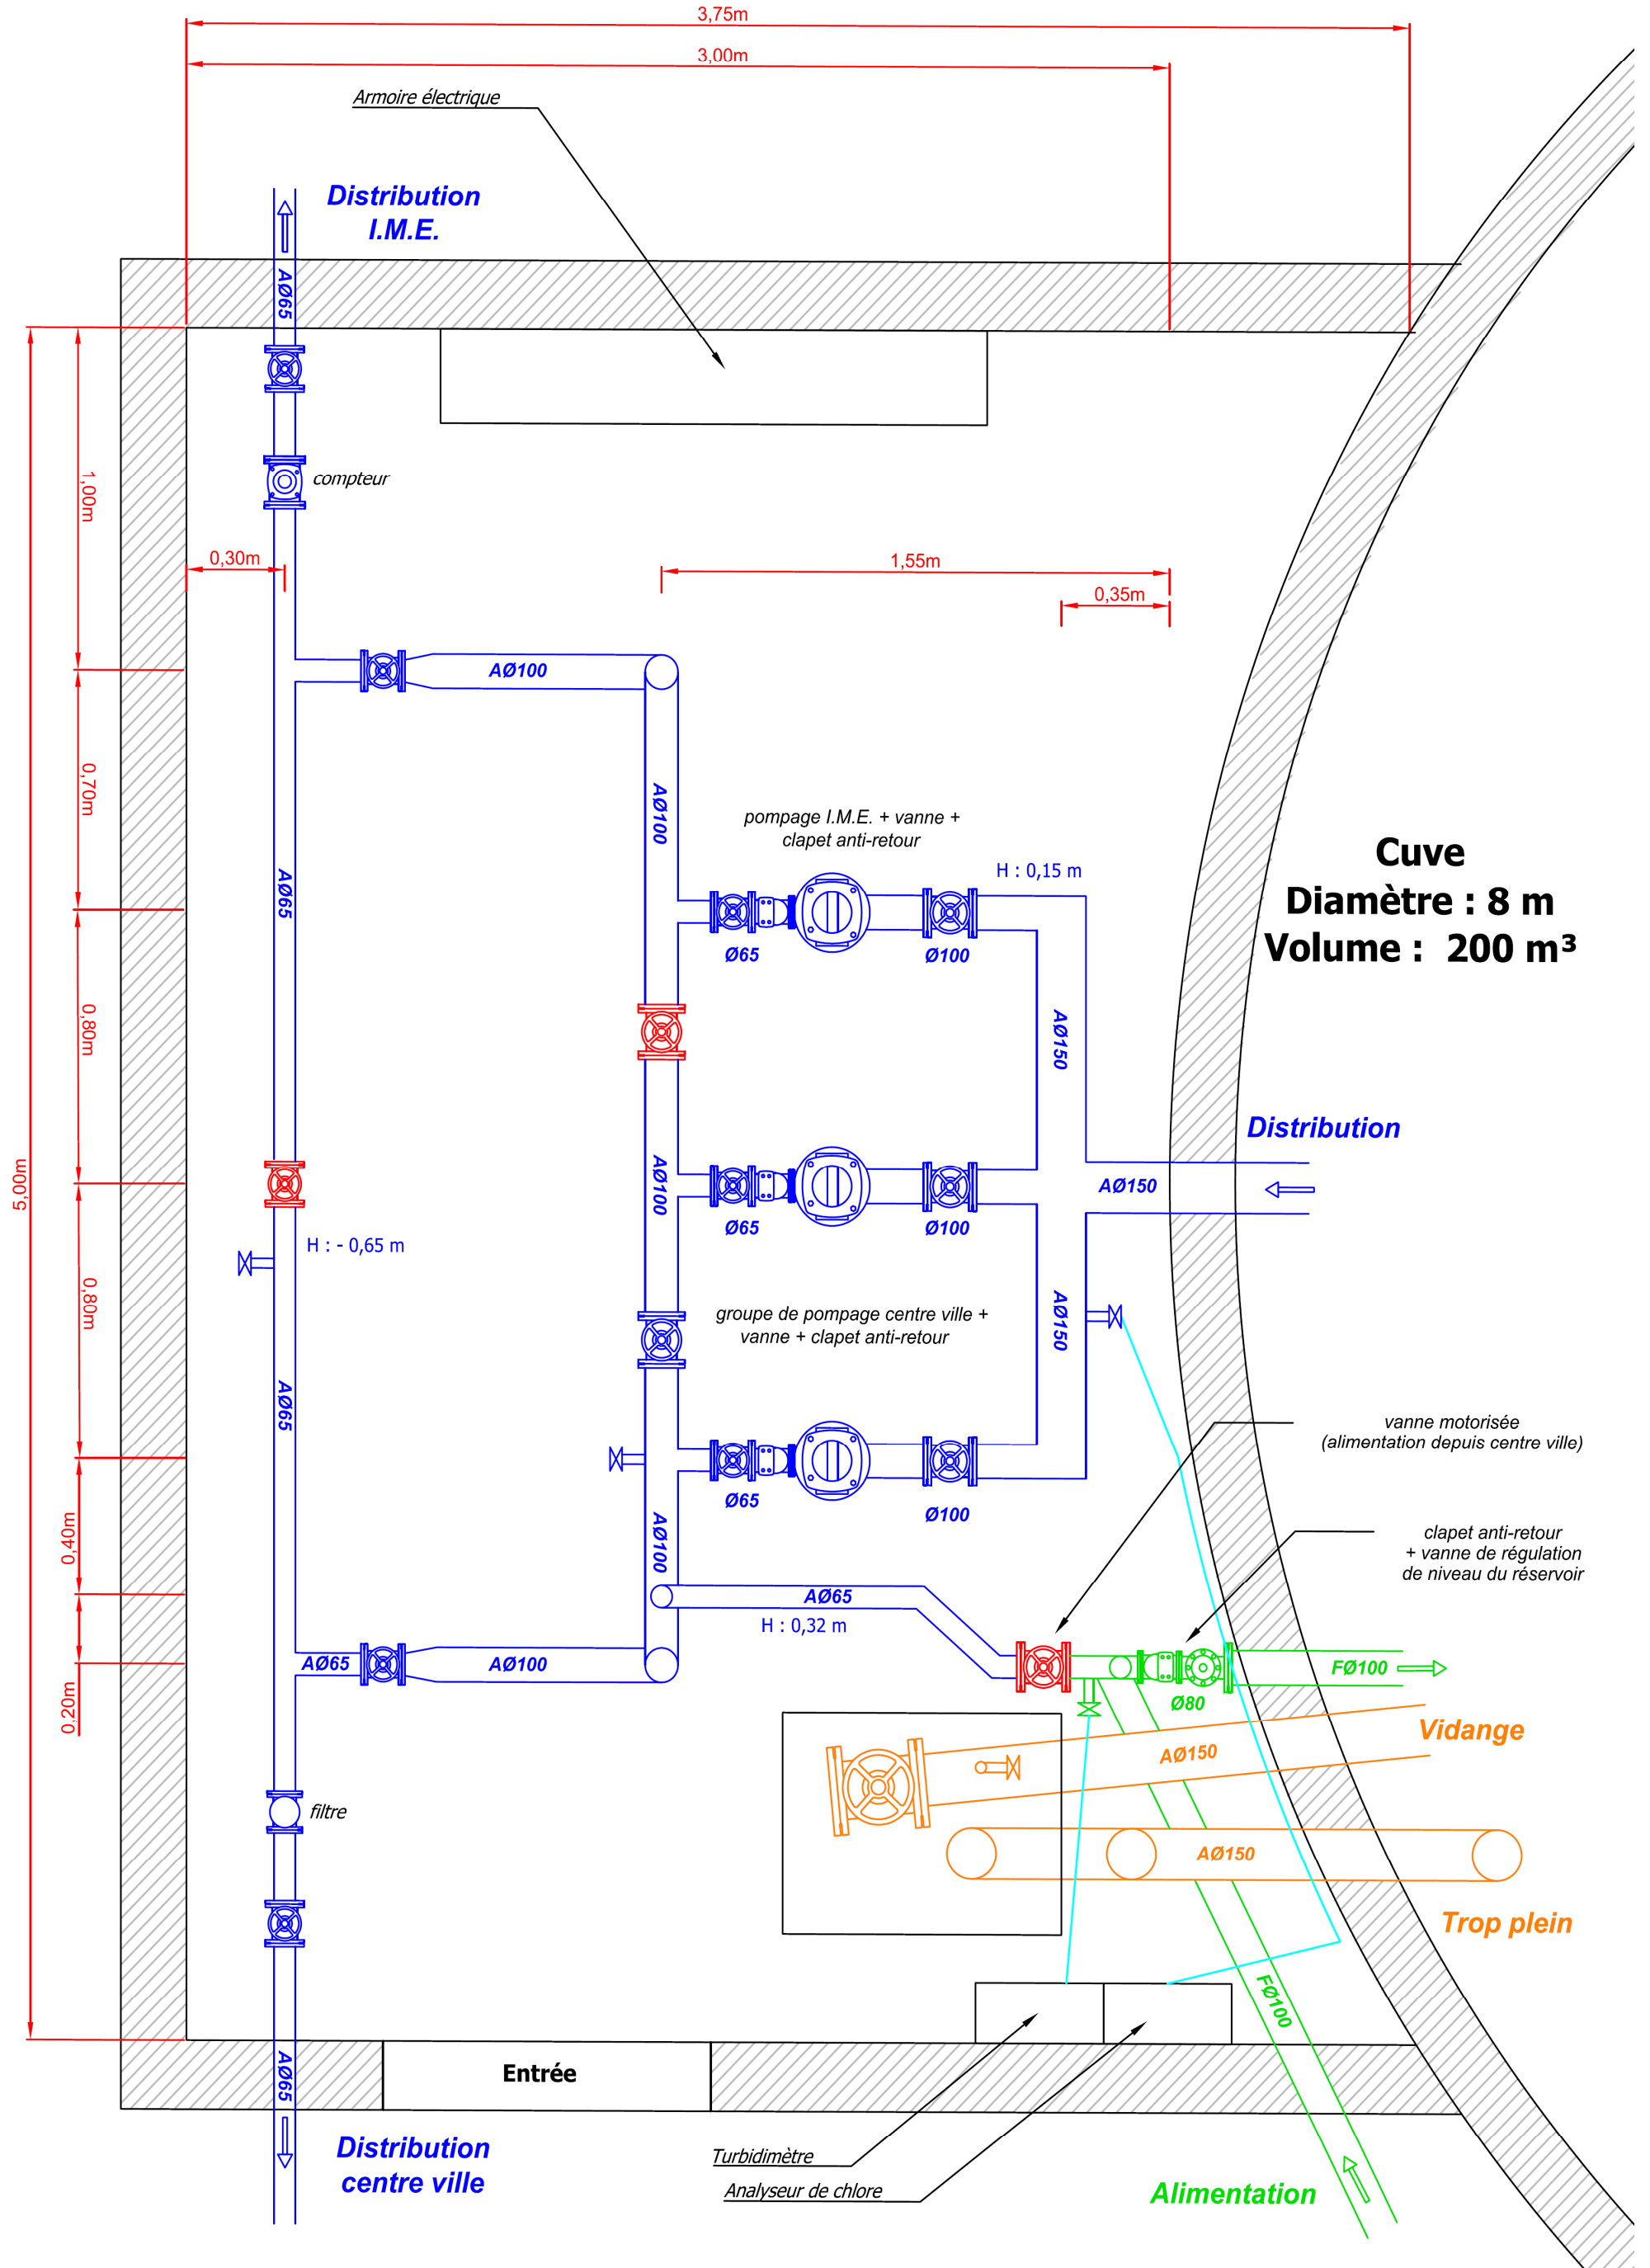 3,75m
3,00m
Armoire électrique
Distribution
I.M.E.
AØ65
compteur
1,00m
0,30m
1,55m
0,35m
AØ100
0,70m
AØ100
pompage I.M.E. + vanne +
clapet anti-retour
H : 0,15 m
AØ65
Ø65
Ø100
Cuve
Diamètre : 8 m
Volume : 200 m³
0,80m
AØ150
Distribution
5,00m
AØ100
AØ150
Ø65
Ø100
H : - 0,65 m
0,80m
groupe de pompage centre ville +
vanne + clapet anti-retour
AØ150
AØ65
vanne motorisée
(alimentation depuis centre ville)
Ø65
Ø100
0,40m
AØ100
clapet anti-retour
+ vanne de régulation
de niveau du réservoir
AØ65
H : 0,32 m
AØ65
AØ100
FØ100
0,20m
Ø80
Vidange
AØ150
filtre
AØ150
Trop plein
FØ100
AØ65
Entrée
Distribution
centre ville
Turbidimètre
Analyseur de chlore
Alimentation